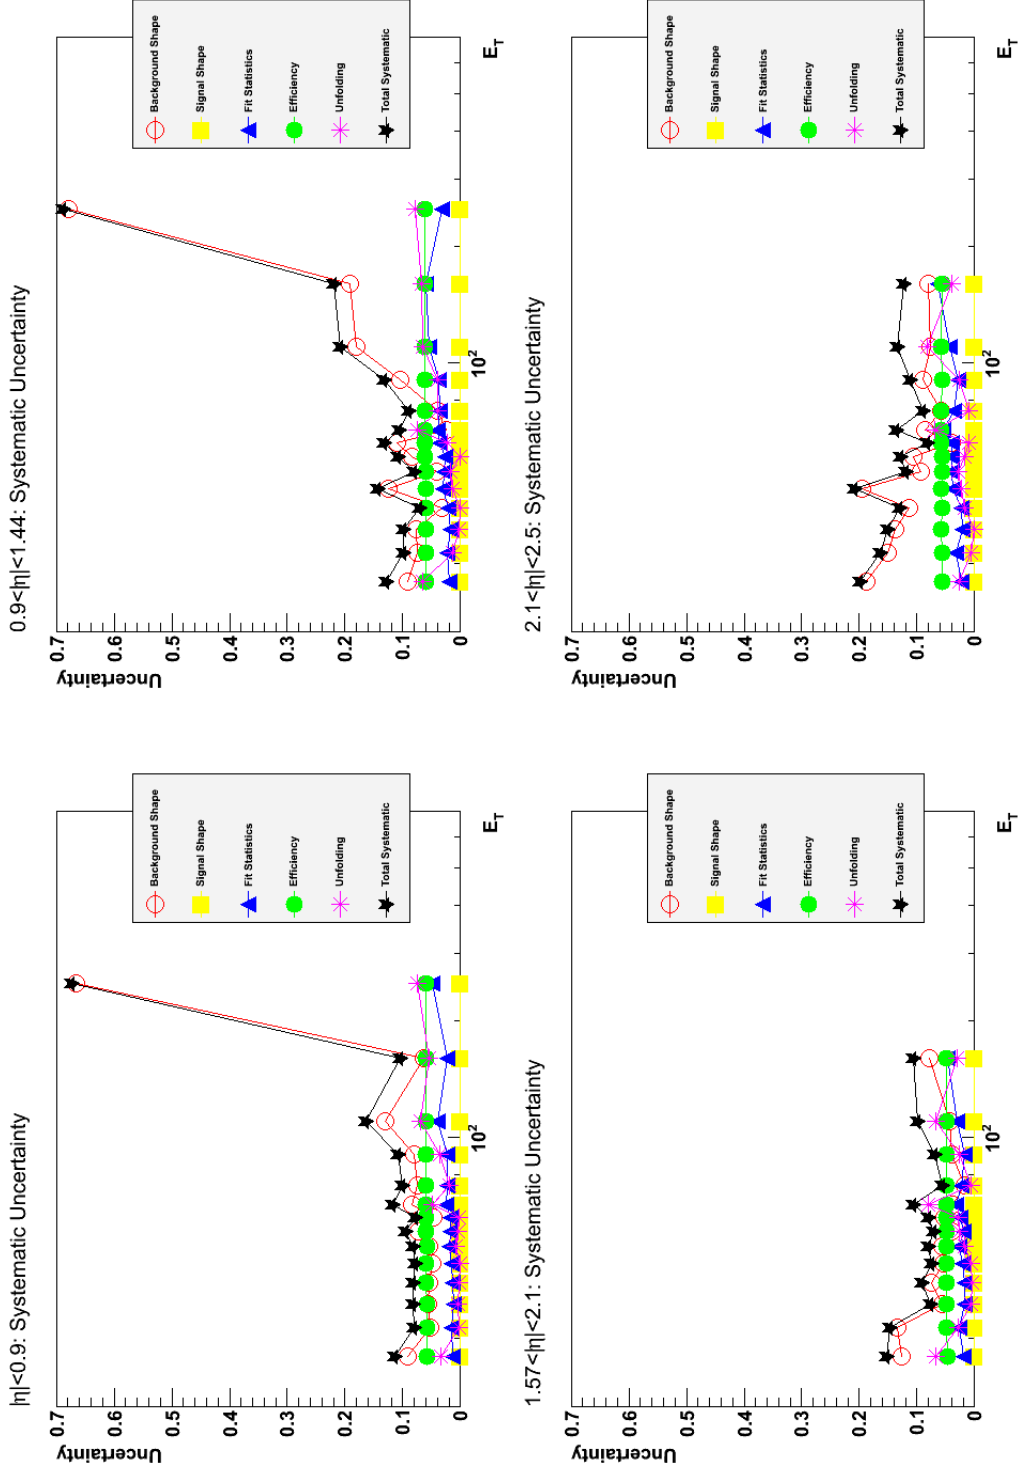 |η|<0.9: Systematic Uncertainty
Uncertainty
0.7
0.6
0.5
0.4
0.3
0.2
0.1
0
10²
E_T
Background Shape
Signal Shape
Fit Statistics
Efficiency
Unfolding
Total Systematic
0.9<|η|<1.44: Systematic Uncertainty
Uncertainty
0.7
0.6
0.5
0.4
0.3
0.2
0.1
0
10²
E_T
Background Shape
Signal Shape
Fit Statistics
Efficiency
Unfolding
Total Systematic
1.57<|η|<2.1: Systematic Uncertainty
Uncertainty
0.7
0.6
0.5
0.4
0.3
0.2
0.1
0
10²
E_T
Background Shape
Signal Shape
Fit Statistics
Efficiency
Unfolding
Total Systematic
2.1<|η|<2.5: Systematic Uncertainty
Uncertainty
0.7
0.6
0.5
0.4
0.3
0.2
0.1
0
10²
E_T
Background Shape
Signal Shape
Fit Statistics
Efficiency
Unfolding
Total Systematic